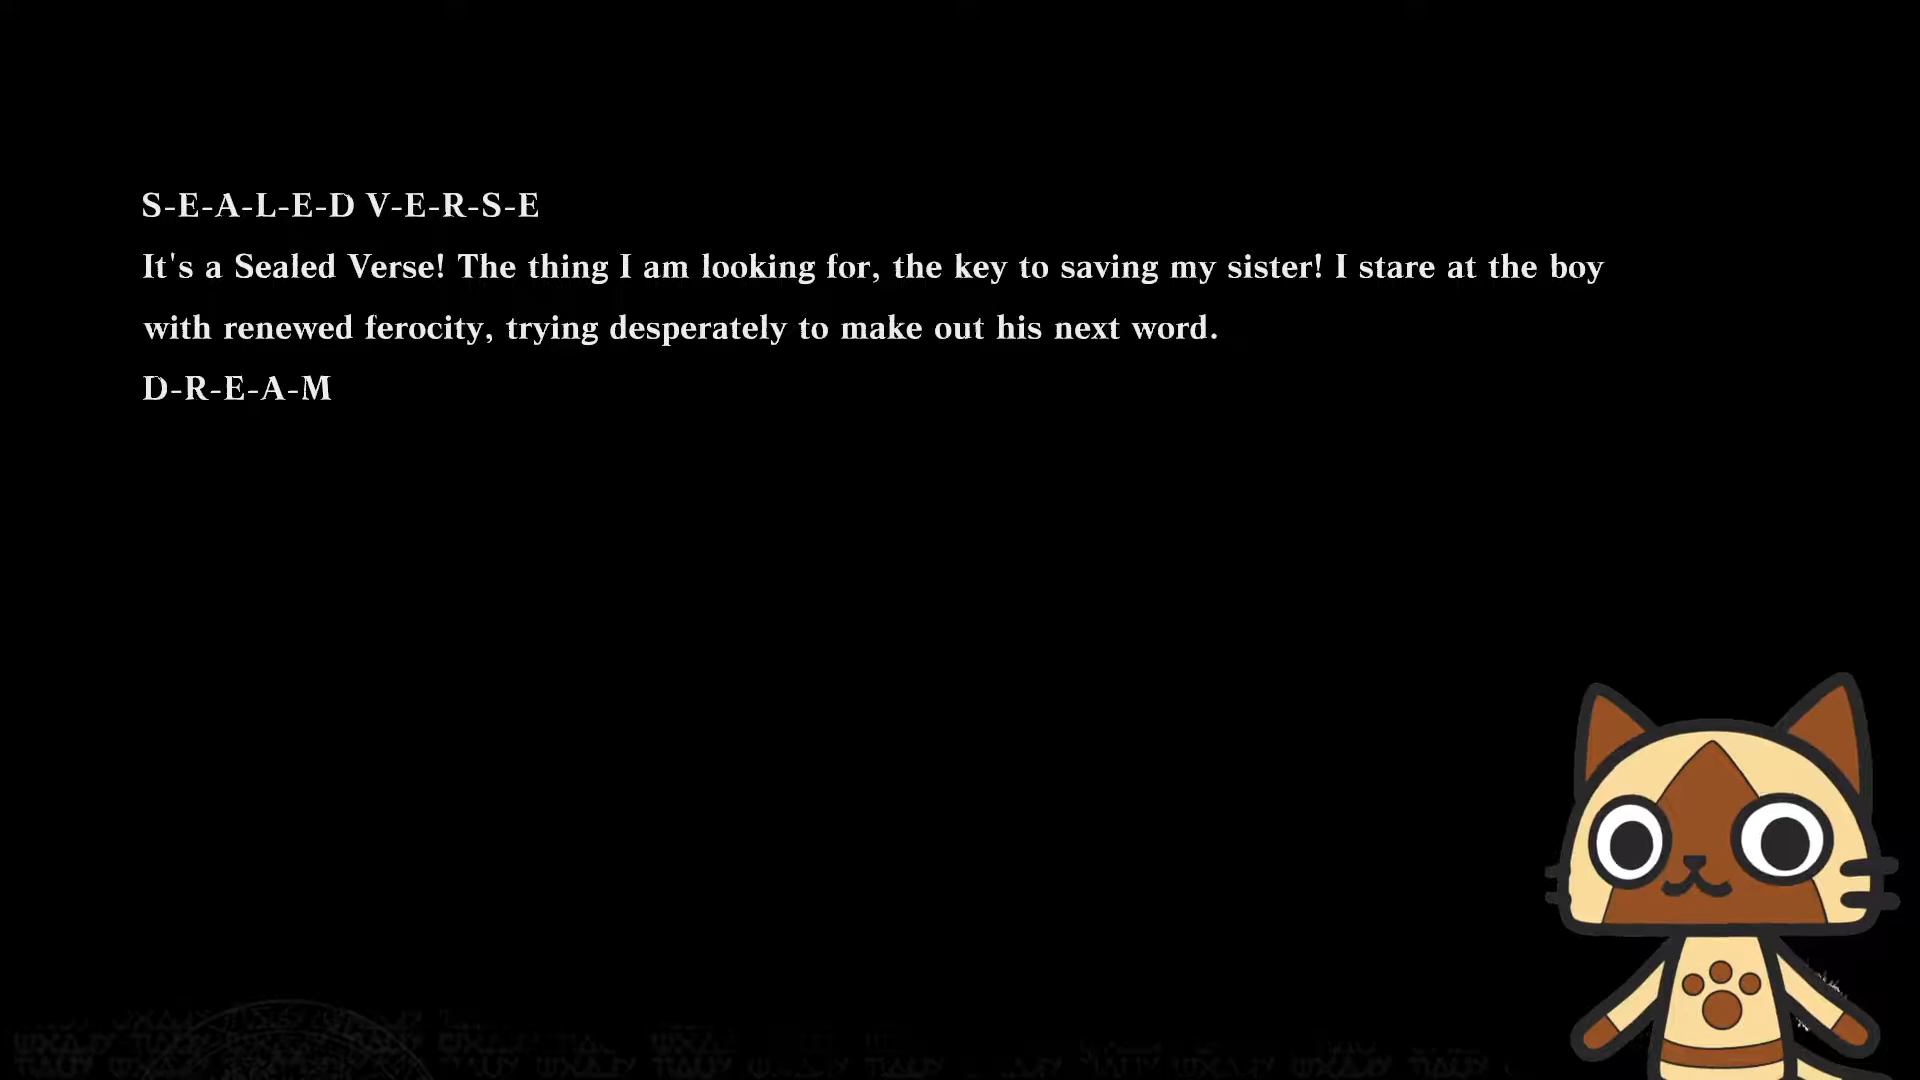 S-E-A-L-E-D V-E-R-S-E
It's a Sealed Verse! The thing I am looking for, the key to saving my sister! I stare at the boy
with renewed ferocity, trying desperately to make out his next word.
D-R-E-A-M